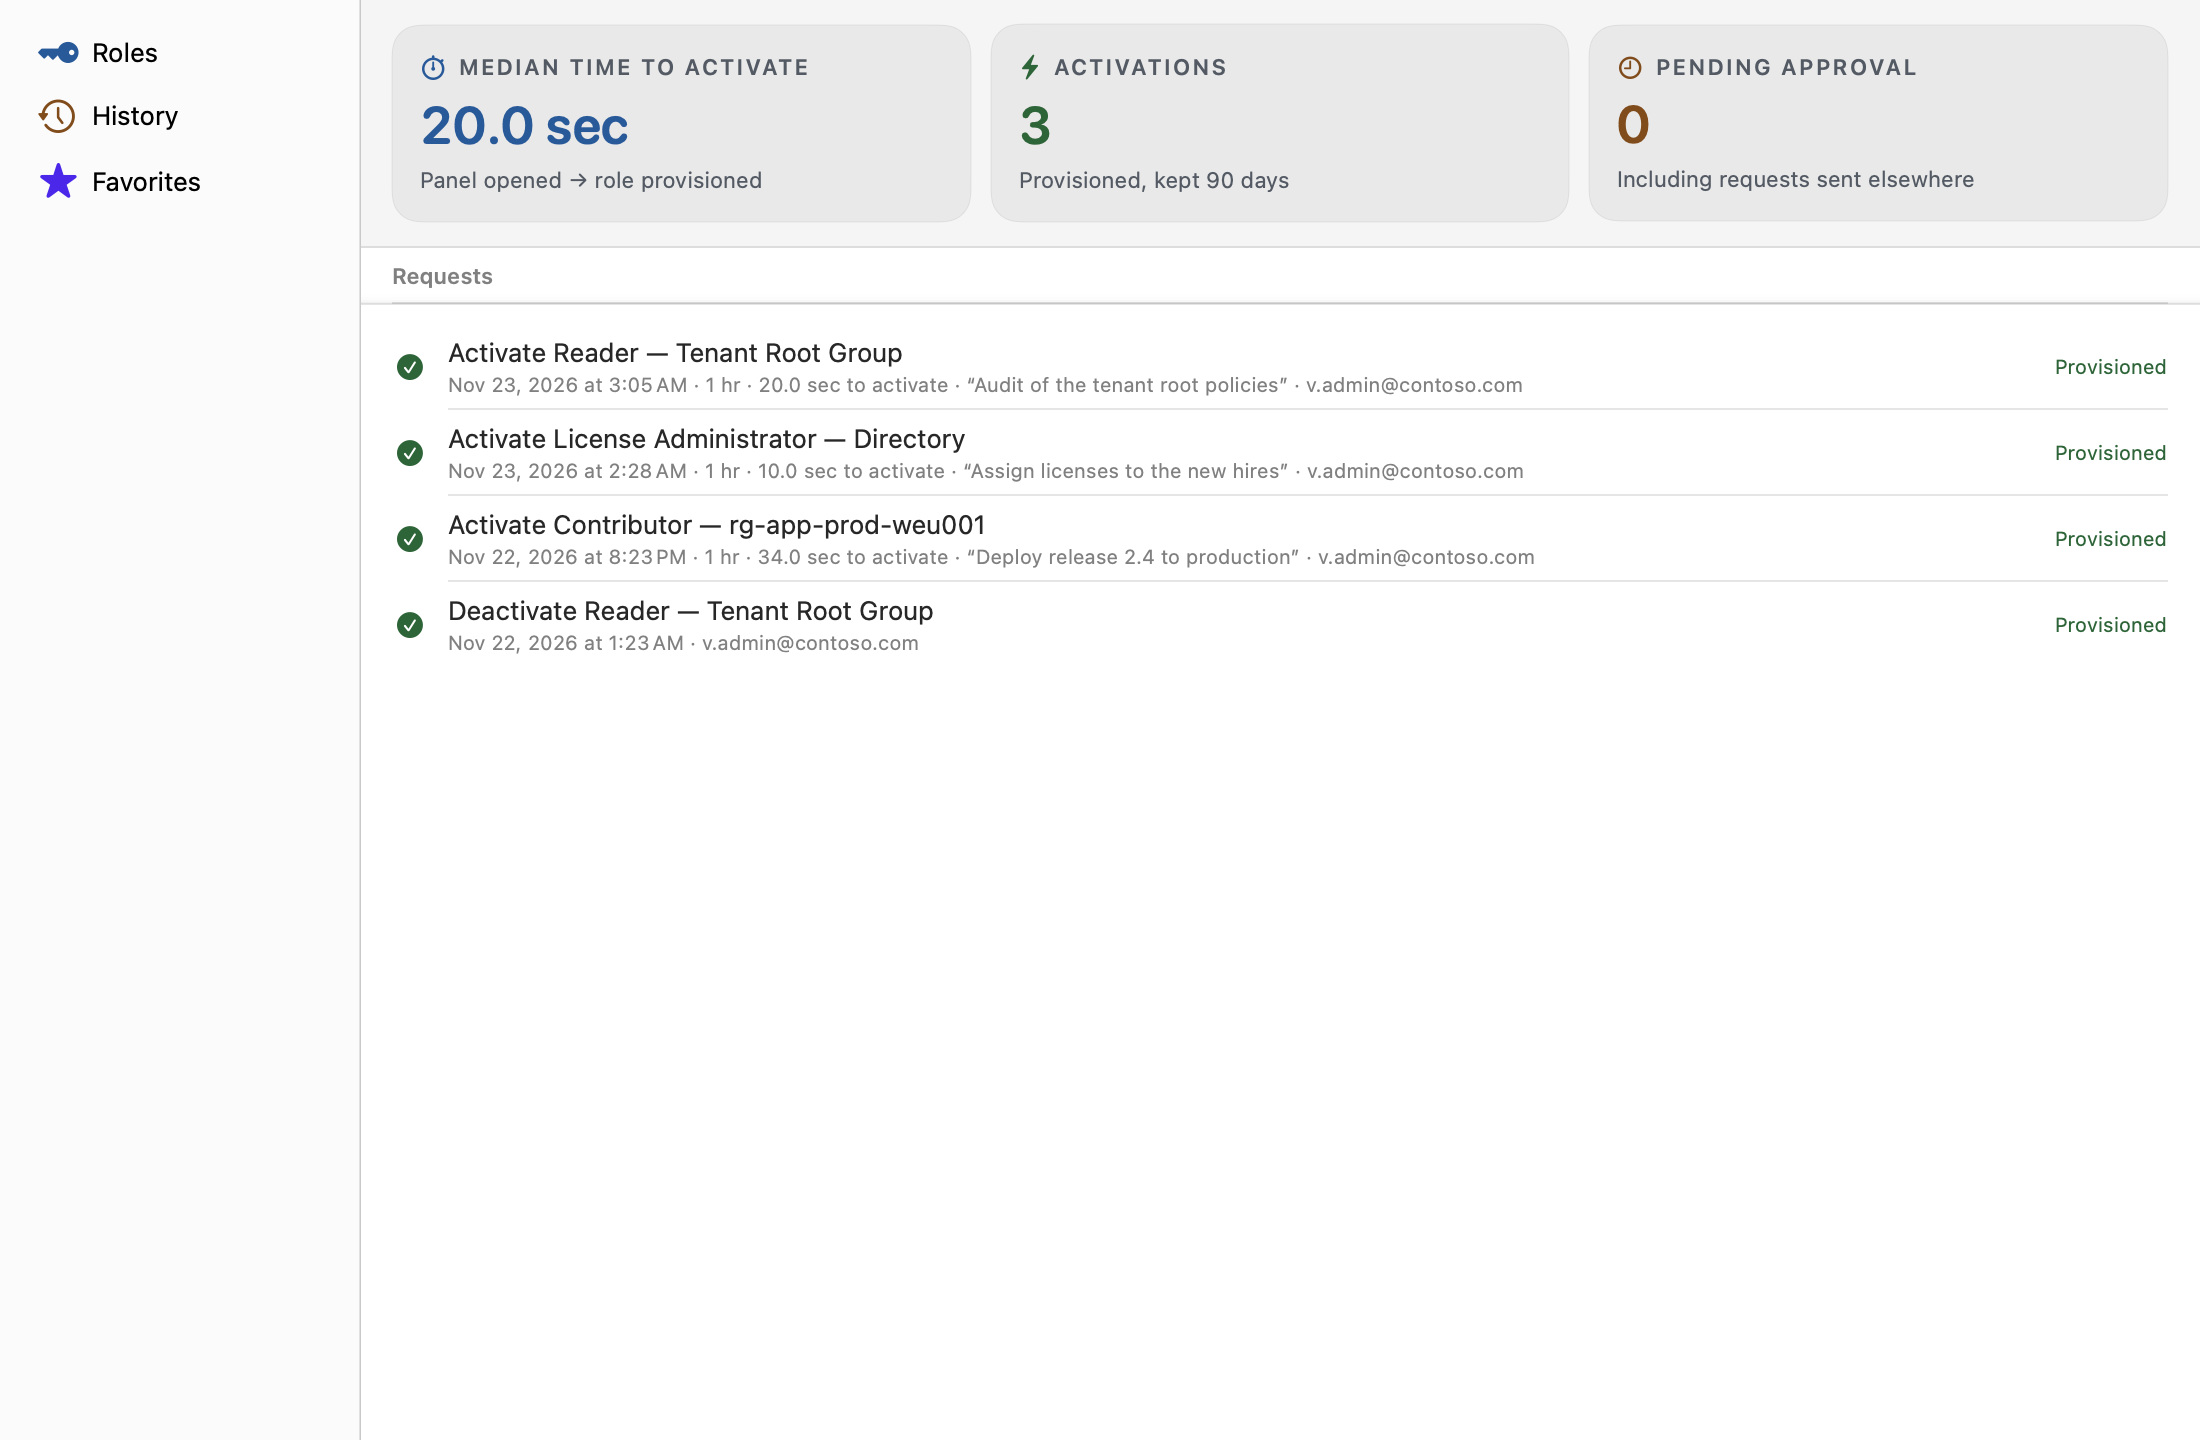 Roles
History
Favorites
MEDIAN TIME TO ACTIVATE
20.0 sec
Panel opened → role provisioned
ACTIVATIONS
3
Provisioned, kept 90 days
PENDING APPROVAL
0
Including requests sent elsewhere
Requests
Activate Reader — Tenant Root Group
Nov 23, 2026 at 3:05 AM · 1 hr · 20.0 sec to activate · “Audit of the tenant root policies” · v.admin@contoso.com
Provisioned
Activate License Administrator — Directory
Nov 23, 2026 at 2:28 AM · 1 hr · 10.0 sec to activate · “Assign licenses to the new hires” · v.admin@contoso.com
Provisioned
Activate Contributor — rg-app-prod-weu001
Nov 22, 2026 at 8:23 PM · 1 hr · 34.0 sec to activate · “Deploy release 2.4 to production” · v.admin@contoso.com
Provisioned
Deactivate Reader — Tenant Root Group
Nov 22, 2026 at 1:23 AM · v.admin@contoso.com
Provisioned